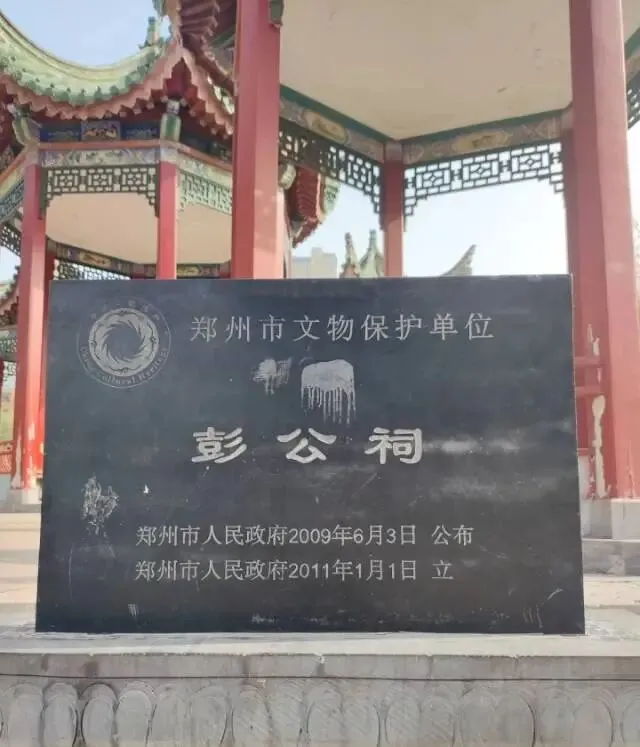 郑州市文物保护单位
彭公祠
郑州市人民政府2009年6月3日 公布
郑州市人民政府2011年1月1日 立